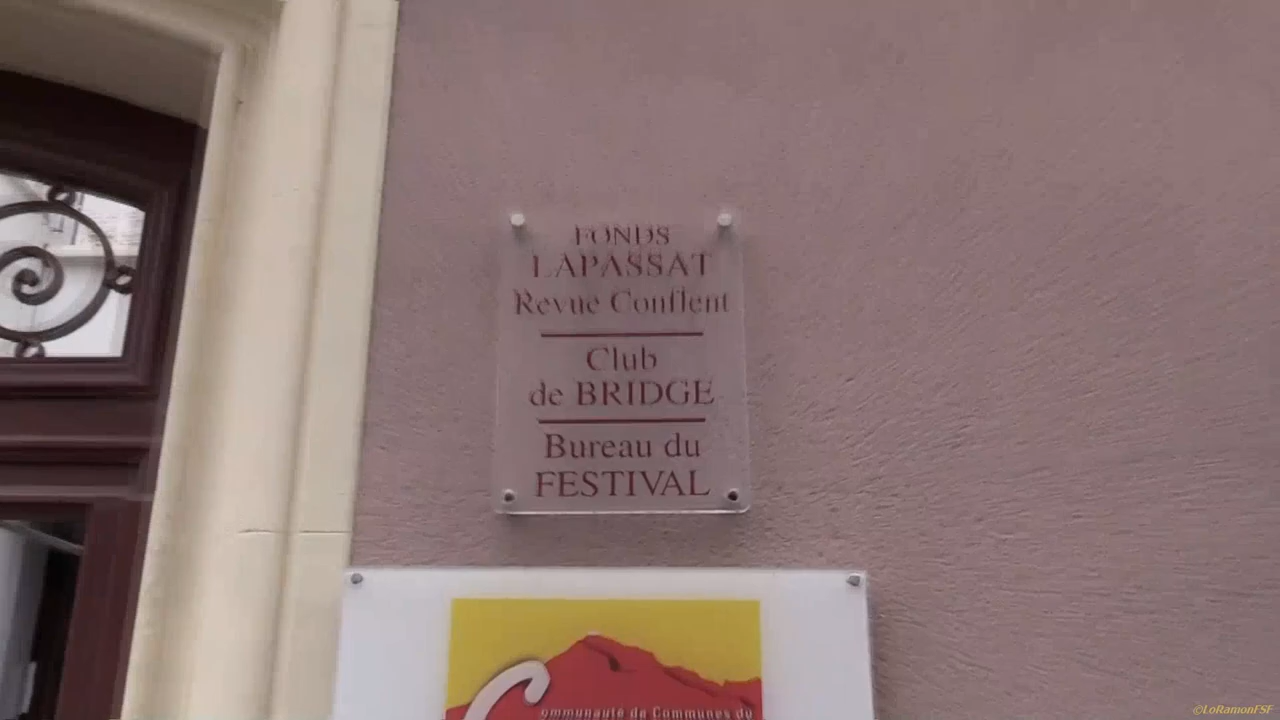 FONDS
LAPASSAT
Revue Conflent
Club
de BRIDGE
Bureau du
FESTIVAL
Communauté de Communes du
©LoRamonFSF